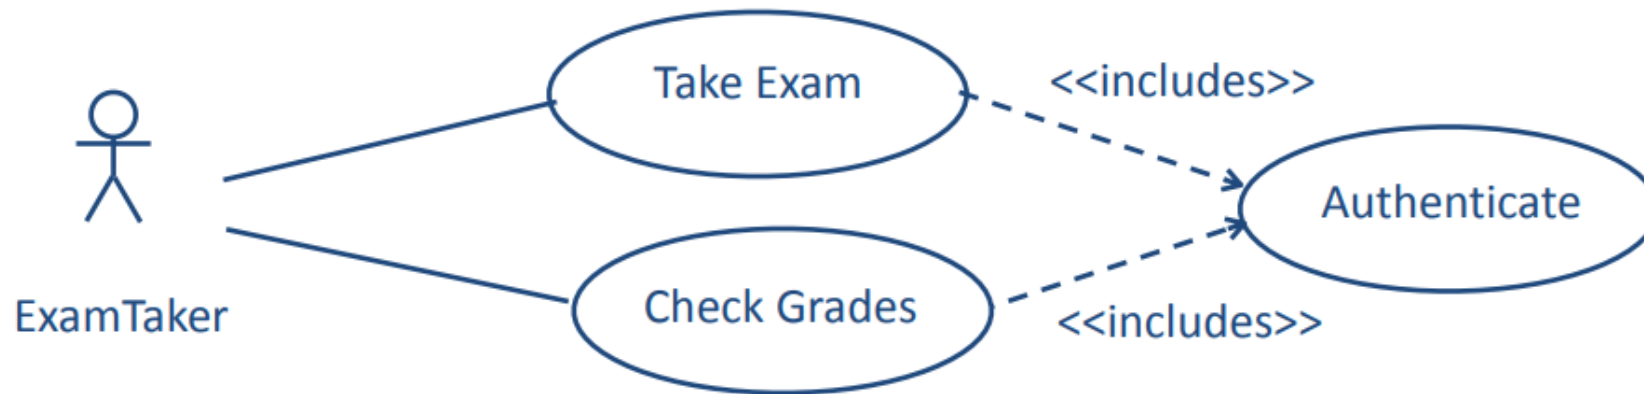 Take Exam
<<includes>>
Authenticate
Check Grades
ExamTaker
<<includes>>